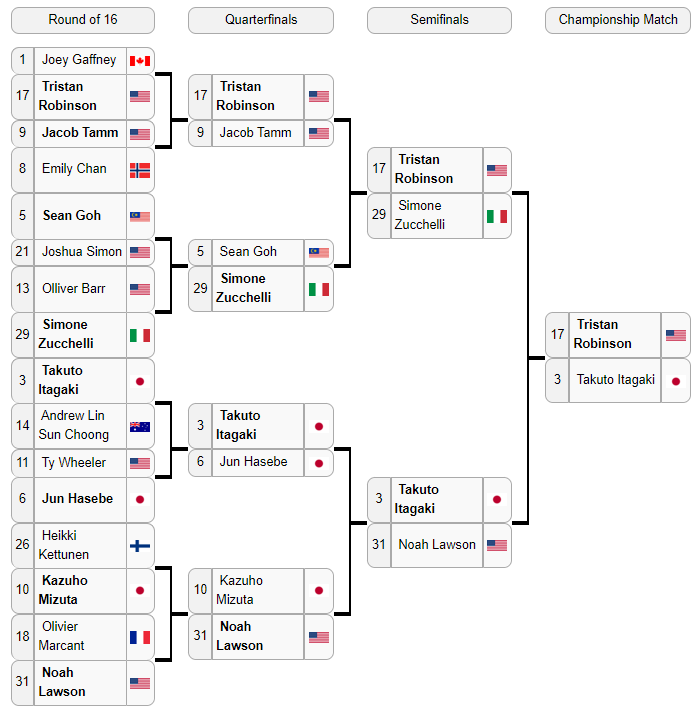 Round of 16
Quarterfinals
Semifinals
Championship Match
1 Joey Gaffney
17 Tristan
Robinson
9 Jacob Tamm
8 Emily Chan
5 Sean Goh
21 Joshua Simon
13 Olliver Barr
29 Simone
Zucchelli
3 Takuto
Itagaki
14 Andrew Lin
Sun Choong
11 Ty Wheeler
6 Jun Hasebe
26 Heikki
Kettunen
10 Kazuho
Mizuta
18 Olivier
Marcant
31 Noah
Lawson
17 Tristan
Robinson
9 Jacob Tamm
5 Sean Goh
29 Simone
Zucchelli
3 Takuto
Itagaki
6 Jun Hasebe
10 Kazuho
Mizuta
31 Noah
Lawson
17 Tristan
Robinson
29 Simone
Zucchelli
3 Takuto
Itagaki
31 Noah Lawson
17 Tristan
Robinson
3 Takuto Itagaki